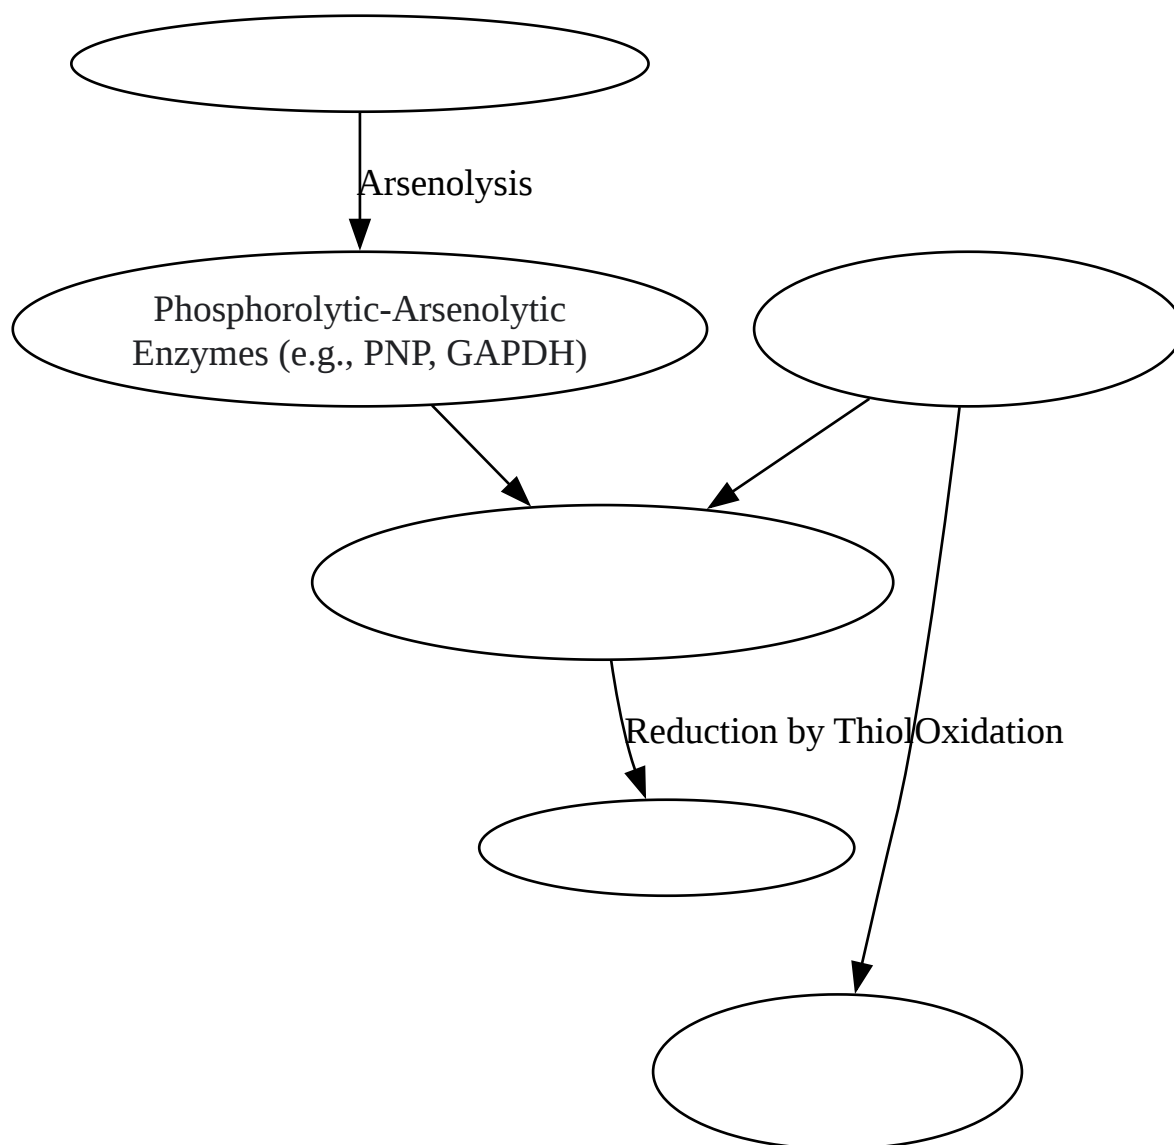 Arsenolysis
Phosphorolytic-Arsenolytic
Enzymes (e.g., PNP, GAPDH)
Reduction by Thiol
Oxidation